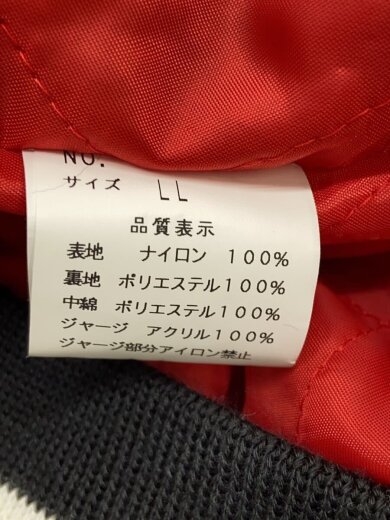 NO.
サイズ LL
品質表示
表地 ナイロン 100%
裏地 ポリエステル100%
中綿 ポリエステル100%
ジャージ アクリル100%
ジャージ部分アイロン禁止